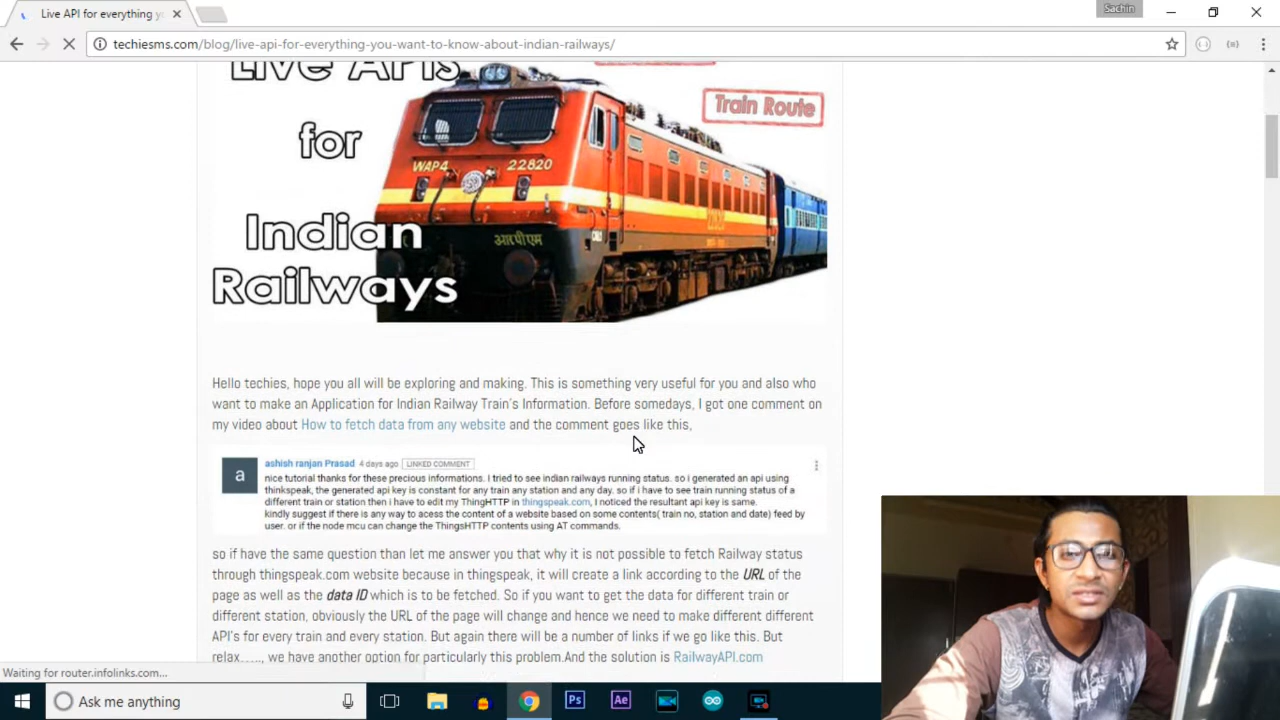 Live API for everything yo
Sachin
techiesms.com/blog/live-api-for-everything-you-want-to-know-about-indian-railways/
Live APIs
for
Indian
Railways
Train Route
WAP4 22820
Hello techies, hope you all will be exploring and making. This is something very useful for you and also who
want to make an Application for Indian Railway Train's Information. Before somedays, I got one comment on
my video about How to fetch data from any website and the comment goes like this,
a
ashish ranjan Prasad 4 days ago LINKED COMMENT
nice tutorial thanks for these precious informations. I tried to see indian railways running status. so i generated an api using
thinkspeak, the generated api key is constant for any train any station and any day. so if i have to see train running status of a
different train or station then i have to edit my ThingHTTP in thingspeak.com, I noticed the resultant api key is same.
kindly suggest if there is any way to acess the content of a website based on some contents( train no, station and date) feed by
user. or if the node mcu can change the ThingsHTTP contents using AT commands.
so if have the same question than let me answer you that why it is not possible to fetch Railway status
through thingspeak.com website because in thingspeak, it will create a link according to the URL of the
page as well as the data ID which is to be fetched. So if you want to get the data for different train or
different station, obviously the URL of the page will change and hence we need to make different different
API's for every train and every station. But again there will be a number of links if we go like this. But
relax....., we have another option for particularly this problem.And the solution is RailwayAPI.com
Waiting for router.infolinks.com...
Ask me anything
Ps
Ae